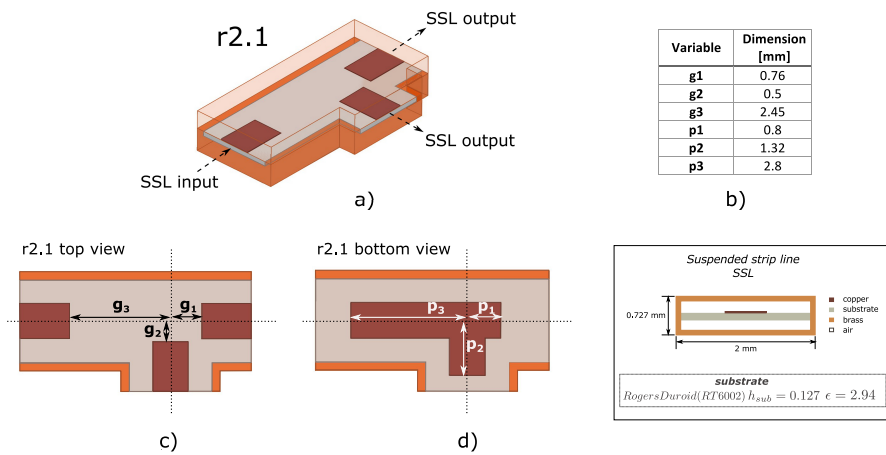 r2.1
SSL output
SSL output
SSL input
a)
Variable Dimension [mm]
g1 0.76
g2 0.5
g3 2.45
p1 0.8
p2 1.32
p3 2.8
b)
r2.1 top view
g3 g1
g2
c)
r2.1 bottom view
p3 p1
p2
d)
Suspended strip line
SSL
copper
substrate
brass
air
0.727 mm
2 mm
substrate
RogersDuroid(RT6002) h_sub = 0.127 ϵ = 2.94